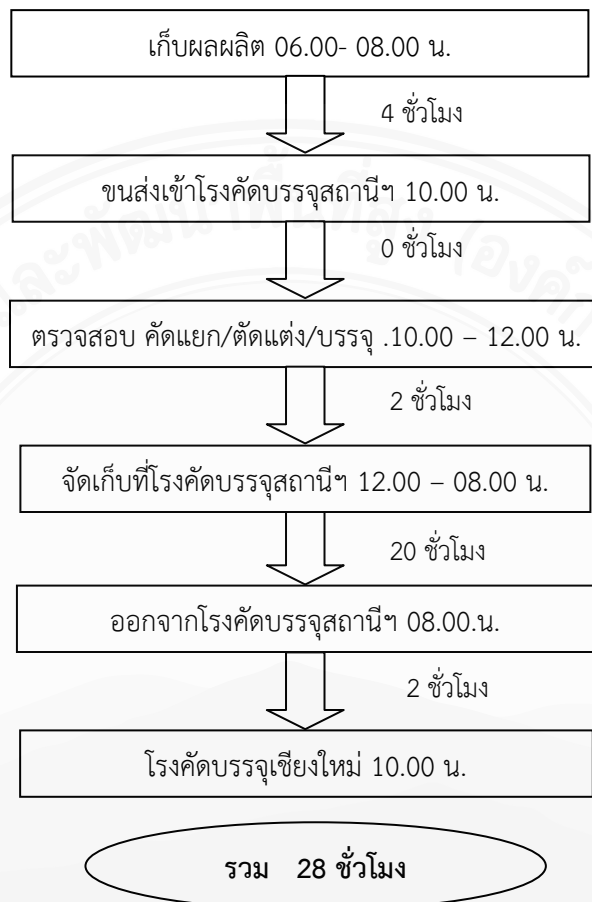 เก็บผลผลิต 06.00- 08.00 น.
4 ชั่วโมง
ขนส่งเข้าโรงคัดบรรจุสถานีฯ 10.00 น.
0 ชั่วโมง
ตรวจสอบ คัดแยก/ตัดแต่ง/บรรจุ .10.00 – 12.00 น.
2 ชั่วโมง
จัดเก็บที่โรงคัดบรรจุสถานีฯ 12.00 – 08.00 น.
20 ชั่วโมง
ออกจากโรงคัดบรรจุสถานีฯ 08.00.น.
2 ชั่วโมง
โรงคัดบรรจุเชียงใหม่ 10.00 น.
รวม 28 ชั่วโมง